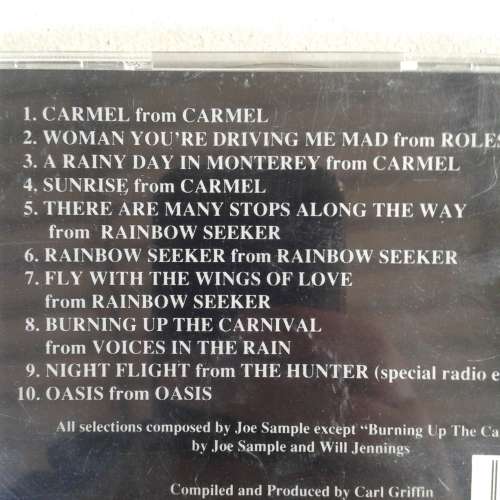 1. CARMEL from CARMEL
2. WOMAN YOU'RE DRIVING ME MAD from ROLES
3. A RAINY DAY IN MONTEREY from CARMEL
4. SUNRISE from CARMEL
5. THERE ARE MANY STOPS ALONG THE WAY
from RAINBOW SEEKER
6. RAINBOW SEEKER from RAINBOW SEEKER
7. FLY WITH THE WINGS OF LOVE
from RAINBOW SEEKER
8. BURNING UP THE CARNIVAL
from VOICES IN THE RAIN
9. NIGHT FLIGHT from THE HUNTER (special radio e
10. OASIS from OASIS
All selections composed by Joe Sample except "Burning Up The Ca
by Joe Sample and Will Jennings
Compiled and Produced by Carl Griffin